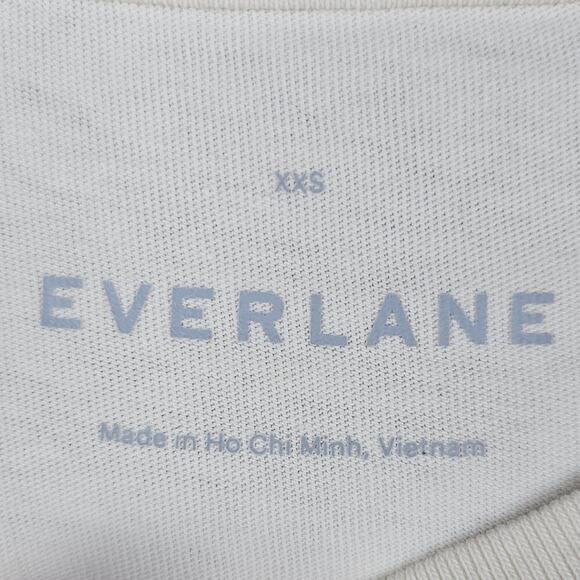 XXS
EVERLANE
Made in Ho Chi Minh, Vietnam